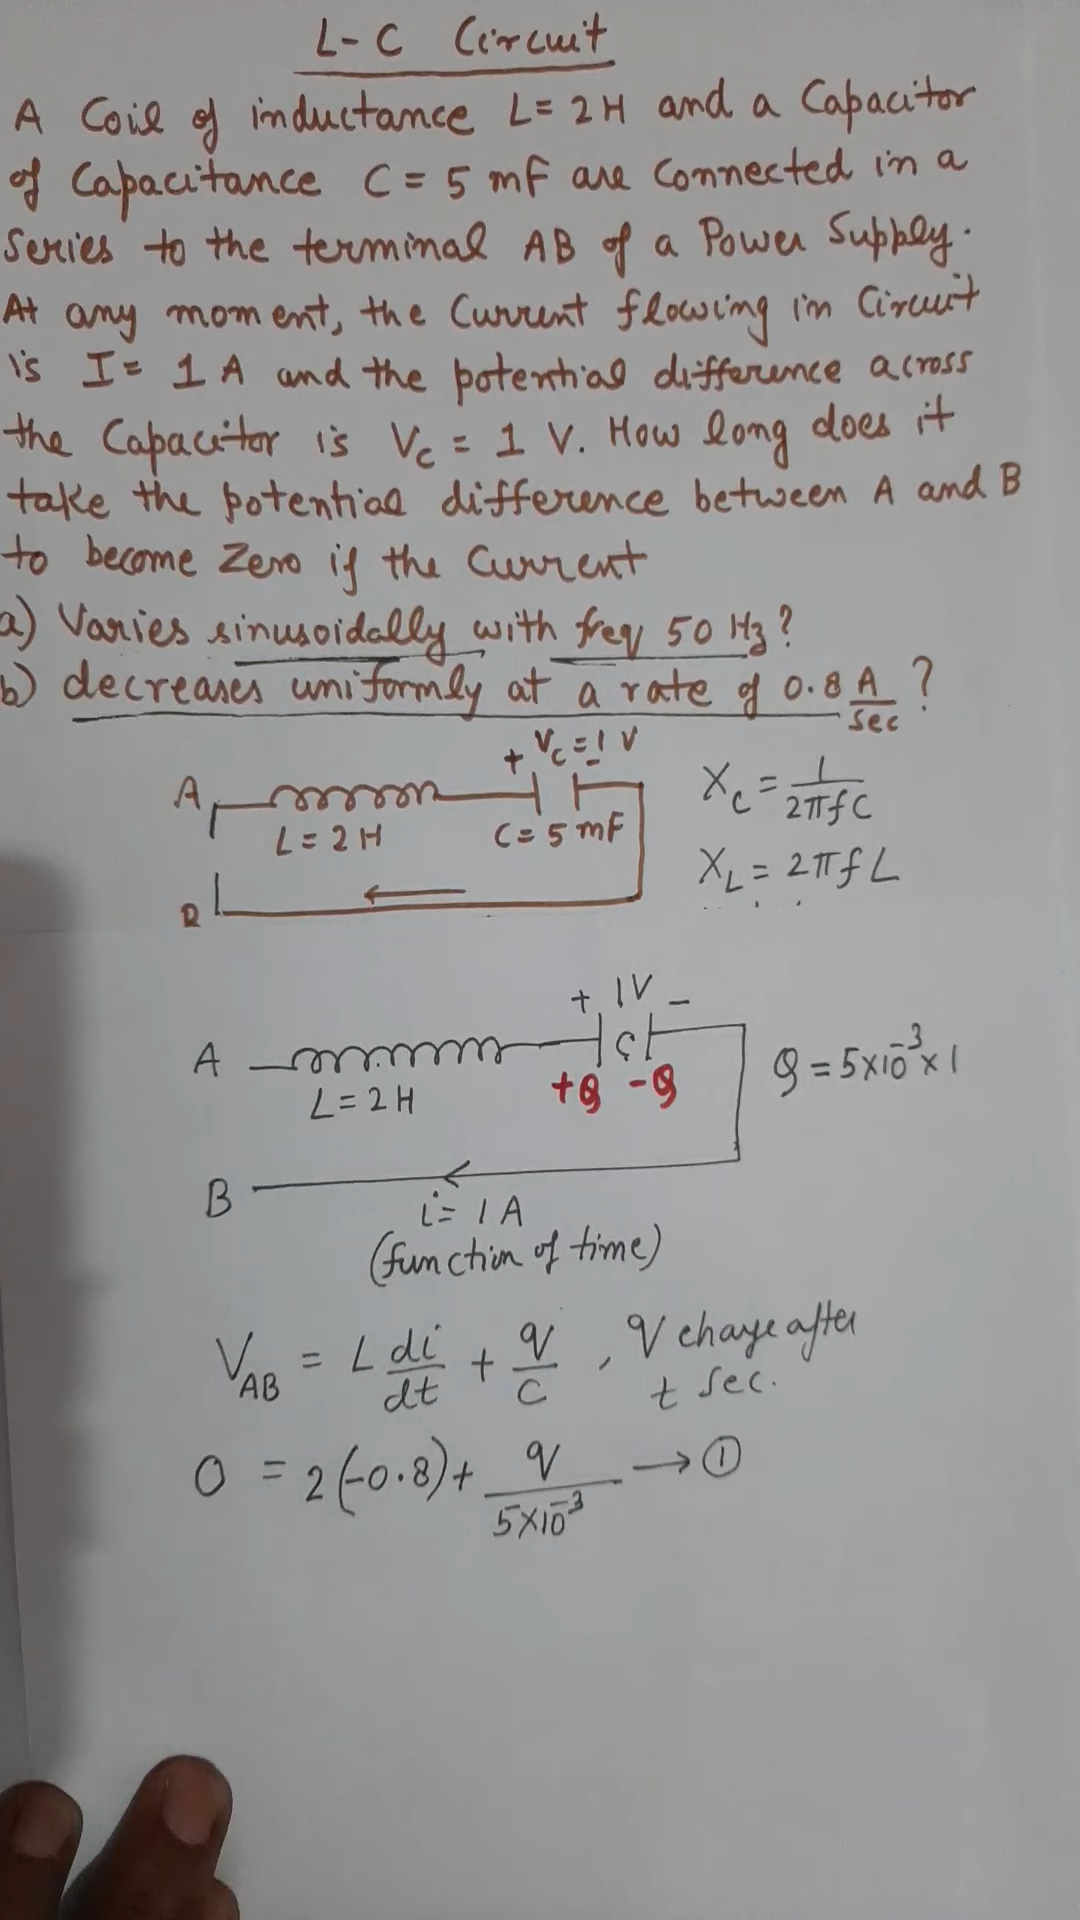 L-C Circuit
A Coil of inductance L= 2H and a Capacitor
of Capacitance C = 5 mF are Connected in a
Series to the terminal AB of a Power Supply.
At any moment, the Current flowing in Circuit
is I= 1 A and the potential difference across
the Capacitor is Vc = 1 V. How long does it
take the potential difference between A and B
to become Zero if the Current
a) Varies sinusoidally with freq 50 Hz?
b) decreases uniformly at a rate of 0.8 A/sec ?
+ Vc = 1 V -
A
L = 2 H
C = 5 mF
B
Xc = 1/2πfC
XL = 2πfL
+ 1V -
A
C
L = 2H
+Q -Q
Q = 5×10⁻³×1
B
i = 1 A
(function of time)
VAB = L di/dt + q/C , q charge after
t sec.
0 = 2(-0.8)+ q/5×10⁻³ → ①